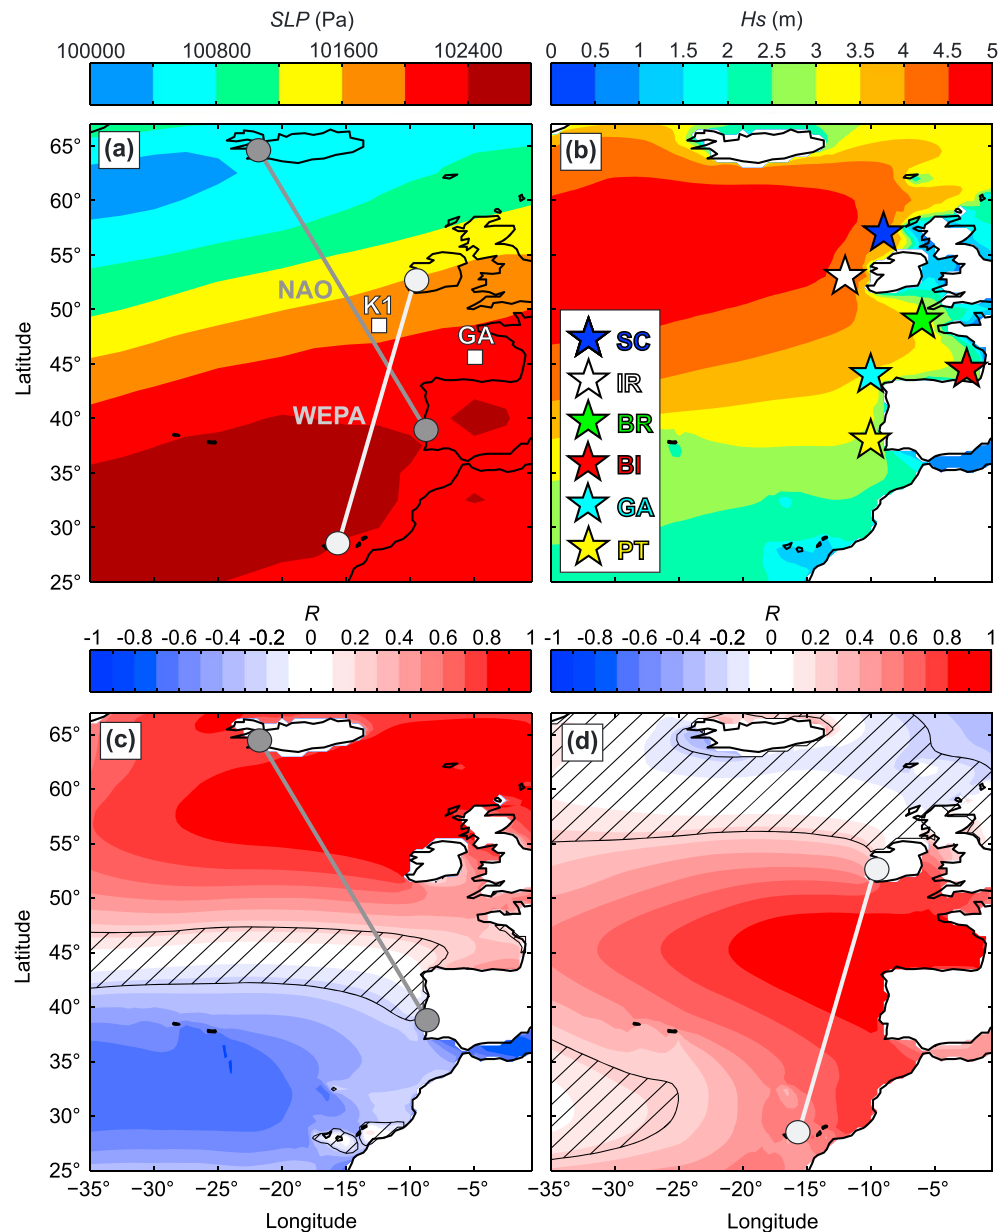 SLP (Pa)
100000 100800 101600 102400
Hs (m)
0 0.5 1 1.5 2 2.5 3 3.5 4 4.5 5
(a)
NAO
K1
GA
WEPA
Latitude
65°
60°
55°
50°
45°
40°
35°
30°
25°
(b)
SC
IR
BR
BI
GA
PT
R
-1 -0.8 -0.6 -0.4 -0.2 0 0.2 0.4 0.6 0.8 1
R
-1 -0.8 -0.6 -0.4 -0.2 0 0.2 0.4 0.6 0.8 1
(c)
Latitude
65°
60°
55°
50°
45°
40°
35°
30°
25°
−35° −30° −25° −20° −15° −10° −5°
Longitude
(d)
−35° −30° −25° −20° −15° −10° −5°
Longitude